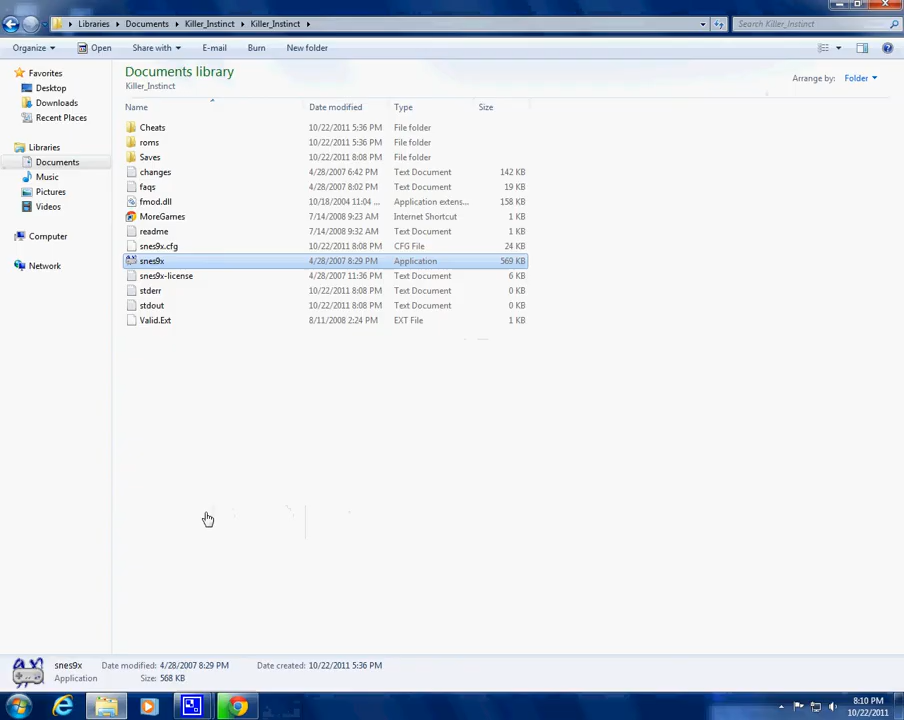 Libraries Documents Killer_Instinct Killer_Instinct Search Killer_Instinct
Organize Open Share with E-mail Burn New folder
Favorites
Desktop
Downloads
Recent Places
Libraries
Documents
Music
Pictures
Videos
Computer
Network
Documents library
Killer_Instinct
Arrange by: Folder
Name Date modified Type Size
Cheats 10/22/2011 5:36 PM File folder
roms 10/22/2011 5:36 PM File folder
Saves 10/22/2011 8:08 PM File folder
changes 4/28/2007 6:42 PM Text Document 142 KB
faqs 4/28/2007 8:02 PM Text Document 19 KB
fmod.dll 10/18/2004 11:04 ... Application extens... 158 KB
MoreGames 7/14/2008 9:23 AM Internet Shortcut 1 KB
readme 7/14/2008 9:32 AM Text Document 1 KB
snes9x.cfg 10/22/2011 8:08 PM CFG File 24 KB
snes9x 4/28/2007 8:29 PM Application 569 KB
snes9x-license 4/28/2007 11:36 PM Text Document 6 KB
stderr 10/22/2011 8:08 PM Text Document 0 KB
stdout 10/22/2011 8:08 PM Text Document 0 KB
Valid.Ext 8/11/2008 2:24 PM EXT File 1 KB
snes9x Date modified: 4/28/2007 8:29 PM Date created: 10/22/2011 5:36 PM
Application Size: 568 KB
8:10 PM
10/22/2011